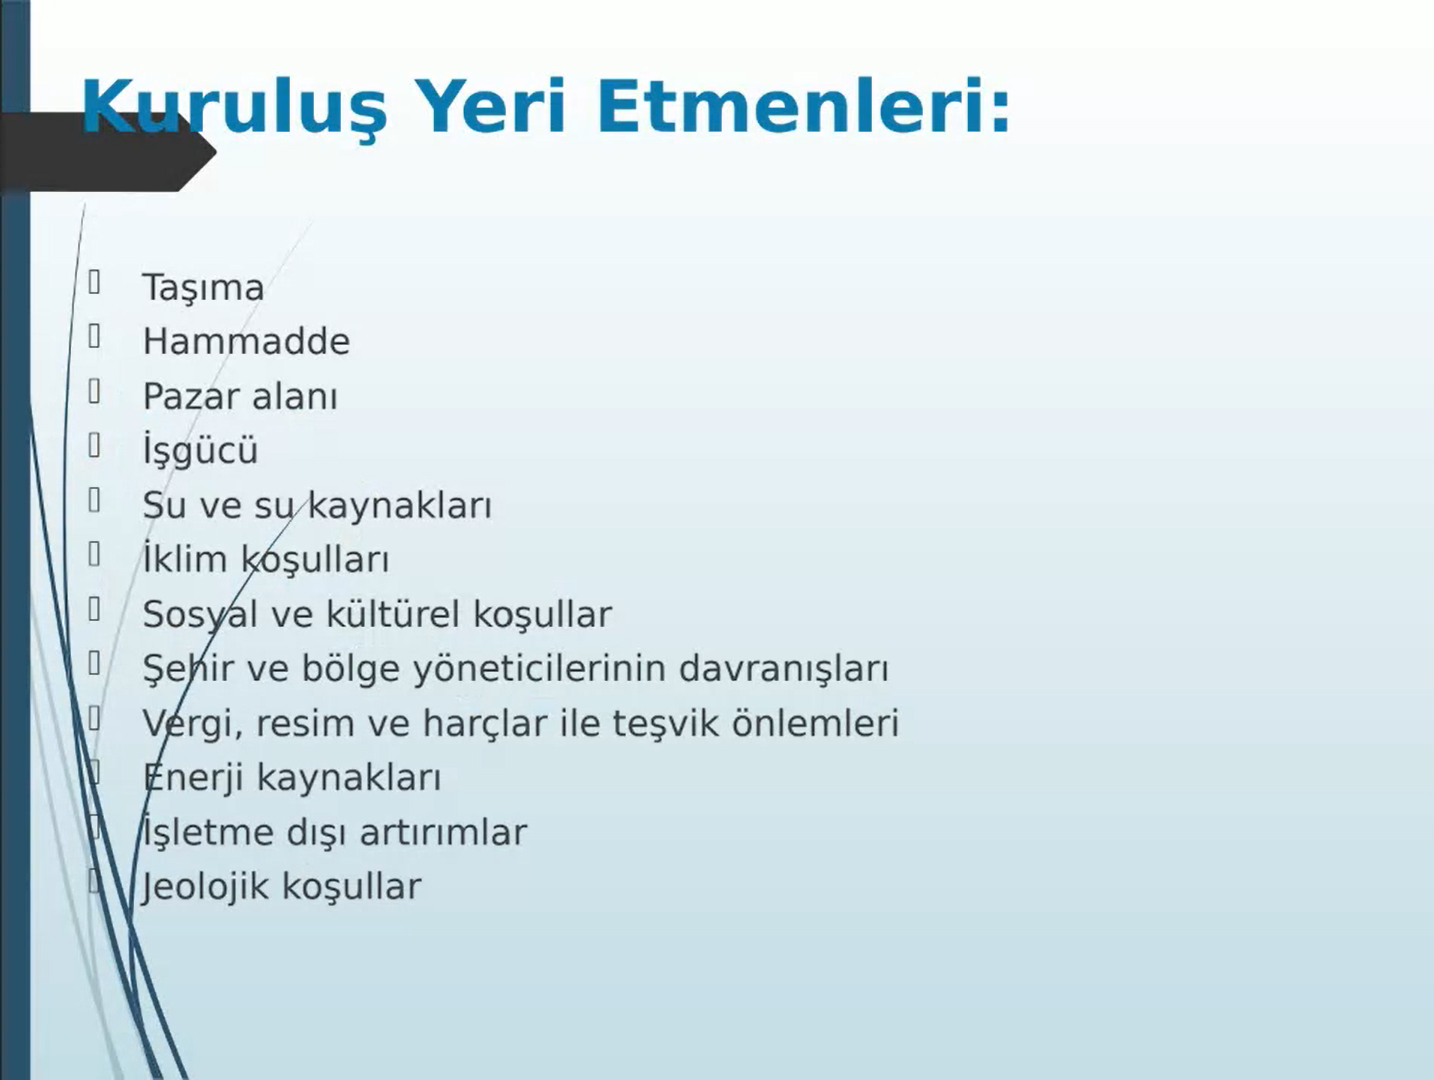 Kuruluş Yeri Etmenleri:
Taşıma
Hammadde
Pazar alanı
İşgücü
Su ve su kaynakları
İklim koşulları
Sosyal ve kültürel koşullar
Şehir ve bölge yöneticilerinin davranışları
Vergi, resim ve harçlar ile teşvik önlemleri
Enerji kaynakları
İşletme dışı artırımlar
Jeolojik koşullar